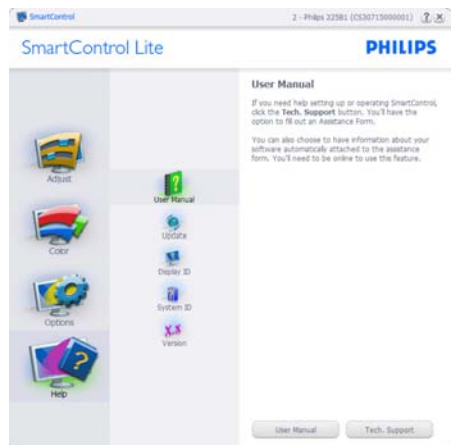 SmartControl
2 - Philips 225B1 (CS30715000001)
SmartControl Lite
PHILIPS
Adjust
Color
Options
Help
User Manual
Update
Display ID
System ID
X.x
Version
User Manual
If you need help setting up or operating SmartControl,
click the Tech. Support button. You'll have the
option to fill out an Assistance Form.
You can also choose to have information about your
software automatically attached to the assistance
form. You'll need to be online to use this feature.
User Manual
Tech. Support